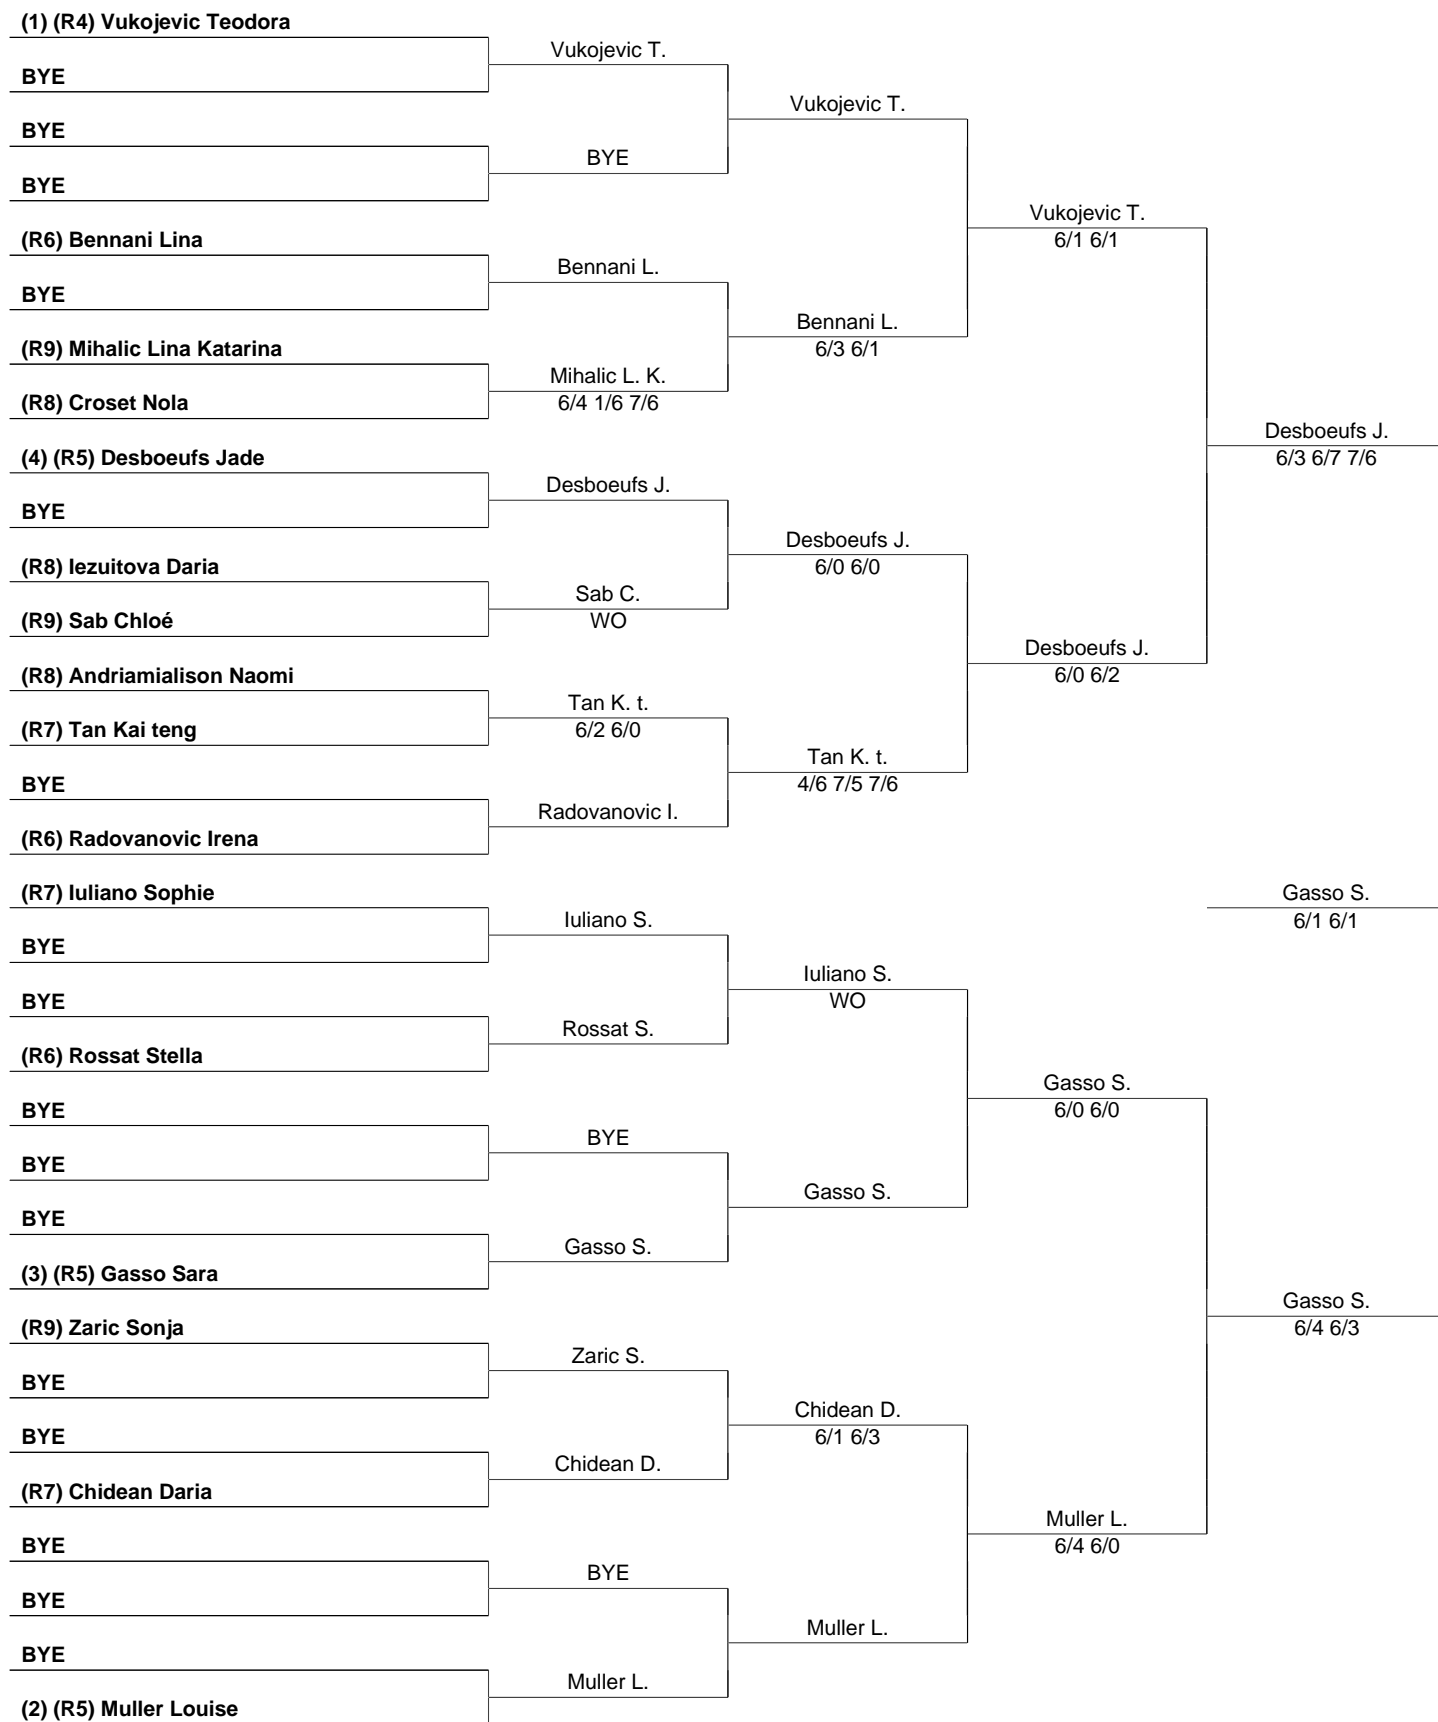 (1) (R4) Vukojevic Teodora
BYE
BYE
BYE
(R6) Bennani Lina
BYE
(R9) Mihalic Lina Katarina
(R8) Croset Nola
(4) (R5) Desboeufs Jade
BYE
(R8) Iezuitova Daria
(R9) Sab Chloé
(R8) Andriamialison Naomi
(R7) Tan Kai teng
BYE
(R6) Radovanovic Irena
(R7) Iuliano Sophie
BYE
BYE
(R6) Rossat Stella
BYE
BYE
BYE
(3) (R5) Gasso Sara
(R9) Zaric Sonja
BYE
BYE
(R7) Chidean Daria
BYE
BYE
BYE
(2) (R5) Muller Louise
Vukojevic T.
BYE
Bennani L.
Mihalic L. K.
6/4 1/6 7/6
Desboeufs J.
Sab C.
WO
Tan K. t.
6/2 6/0
Radovanovic I.
Iuliano S.
Rossat S.
BYE
Gasso S.
Zaric S.
Chidean D.
BYE
Muller L.
Vukojevic T.
Bennani L.
6/3 6/1
Desboeufs J.
6/0 6/0
Tan K. t.
4/6 7/5 7/6
Iuliano S.
WO
Gasso S.
Chidean D.
6/1 6/3
Muller L.
Vukojevic T.
6/1 6/1
Desboeufs J.
6/0 6/2
Gasso S.
6/0 6/0
Muller L.
6/4 6/0
Desboeufs J.
6/3 6/7 7/6
Gasso S.
6/1 6/1
Gasso S.
6/4 6/3